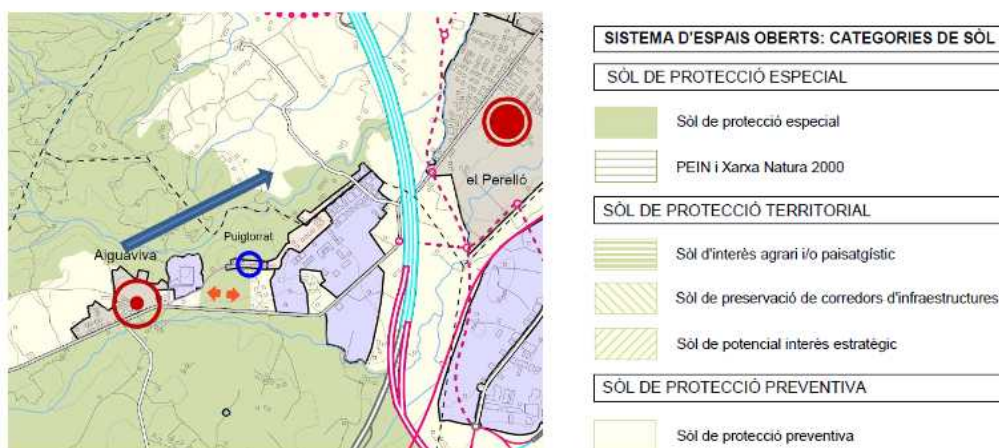 el Perelló
Puiglorrat
Aiguaviva
SISTEMA D'ESPAIS OBERTS: CATEGORIES DE SÒL
SÒL DE PROTECCIÓ ESPECIAL
Sòl de protecció especial
PEIN i Xarxa Natura 2000
SÒL DE PROTECCIÓ TERRITORIAL
Sòl d'interès agrari i/o paisatgístic
Sòl de preservació de corredors d'infraestructures
Sòl de potencial interès estratègic
SÒL DE PROTECCIÓ PREVENTIVA
Sòl de protecció preventiva